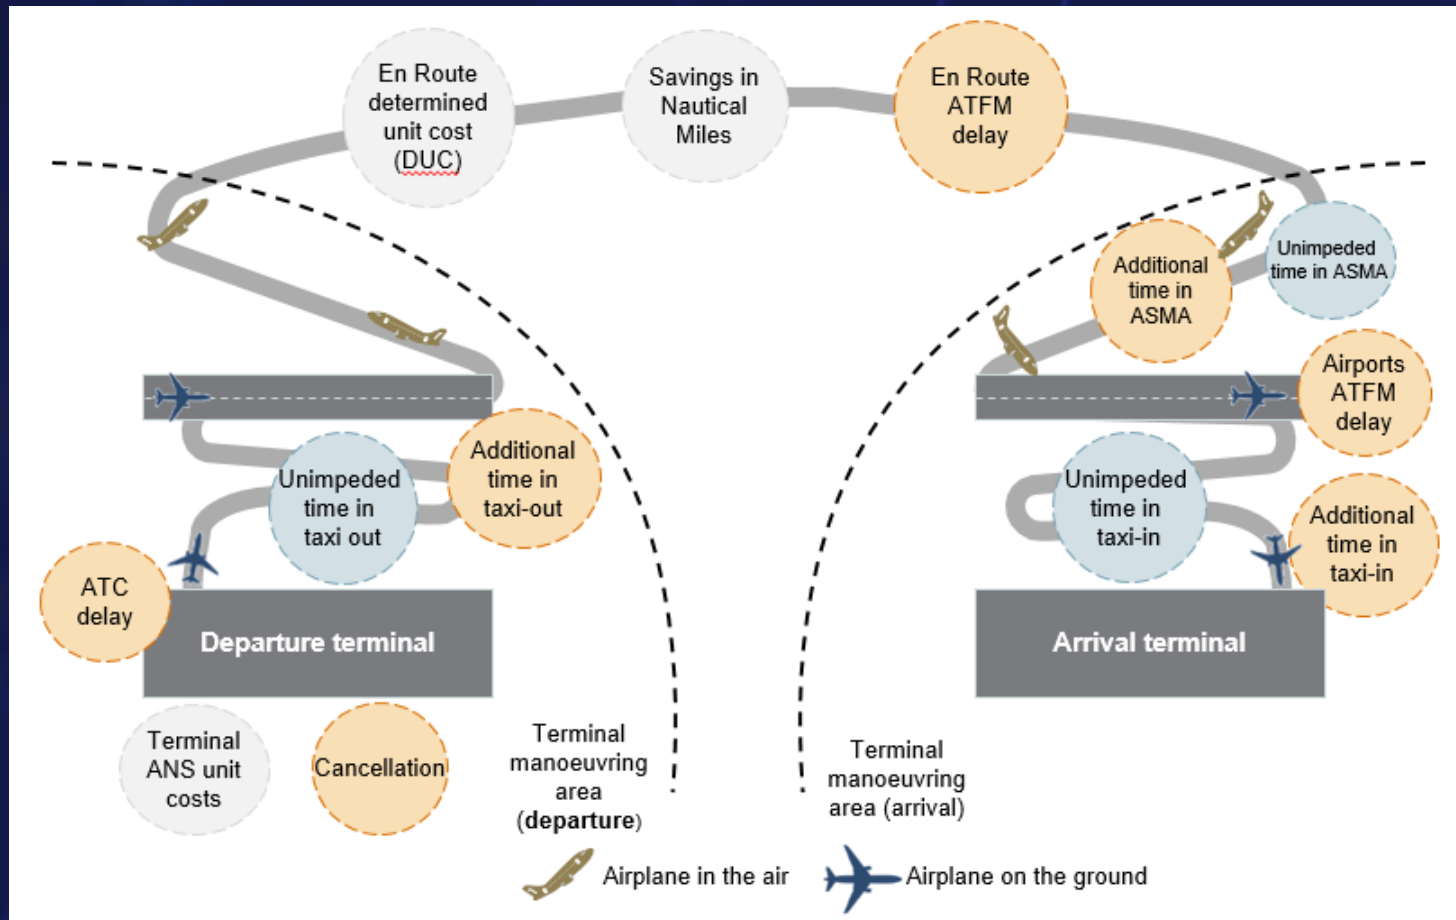 En Route
determined
unit cost
(DUC)
Savings in
Nautical
Miles
En Route
ATFM
delay
Unimpeded
time in ASMA
Additional
time in
ASMA
Airports
ATFM
delay
Additional
time in
taxi-out
Unimpeded
time in
taxi out
Unimpeded
time in
taxi-in
Additional
time in
taxi-in
ATC
delay
Departure terminal
Arrival terminal
Terminal
ANS unit
costs
Cancellation
Terminal
manoeuvring
area
(departure)
Terminal
manoeuvring
area (arrival)
Airplane in the air
Airplane on the ground